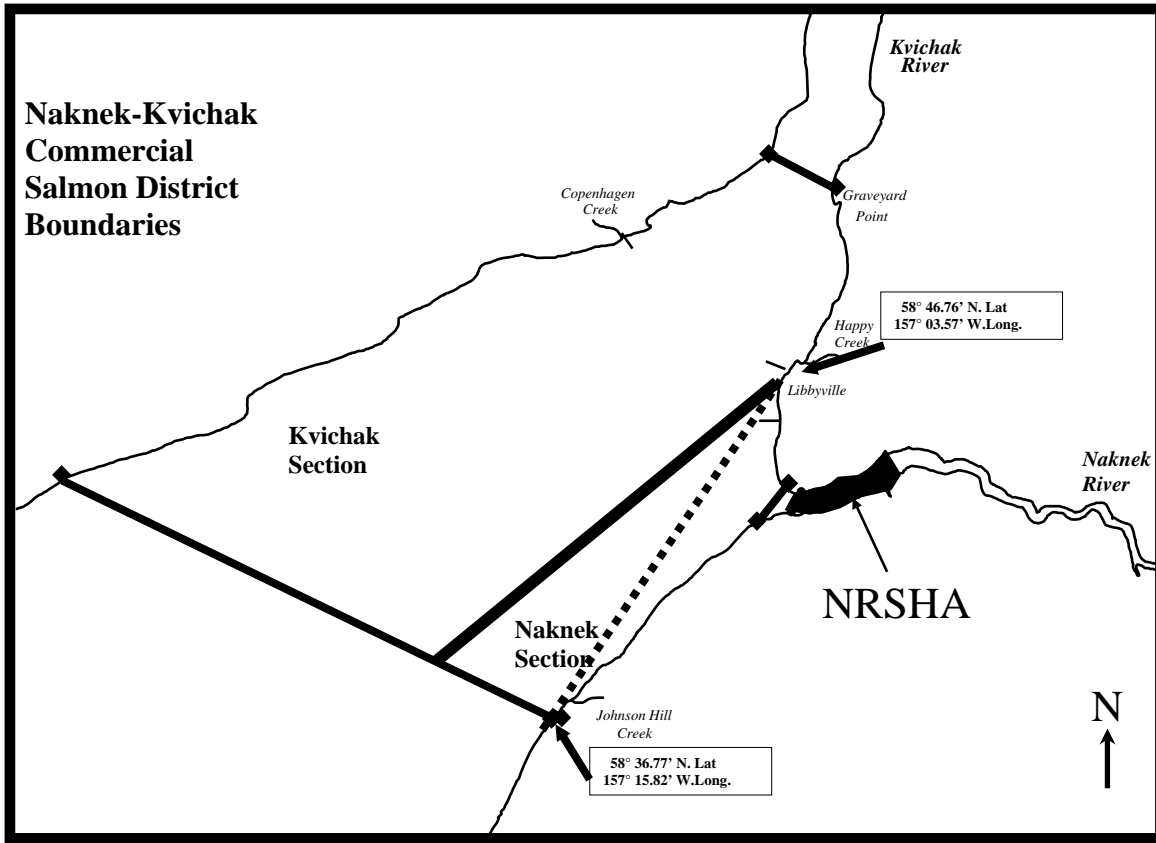 Naknek-Kvichak
Commercial
Salmon District
Boundaries
Kvichak
River
Copenhagen
Creek
Graveyard
Point
58° 46.76’ N. Lat
157° 03.57’ W.Long.
Happy
Creek
Libbyville
Kvichak
Section
Naknek
River
NRSHA
Naknek
Section
Johnson Hill
Creek
N
58° 36.77’ N. Lat
157° 15.82’ W.Long.